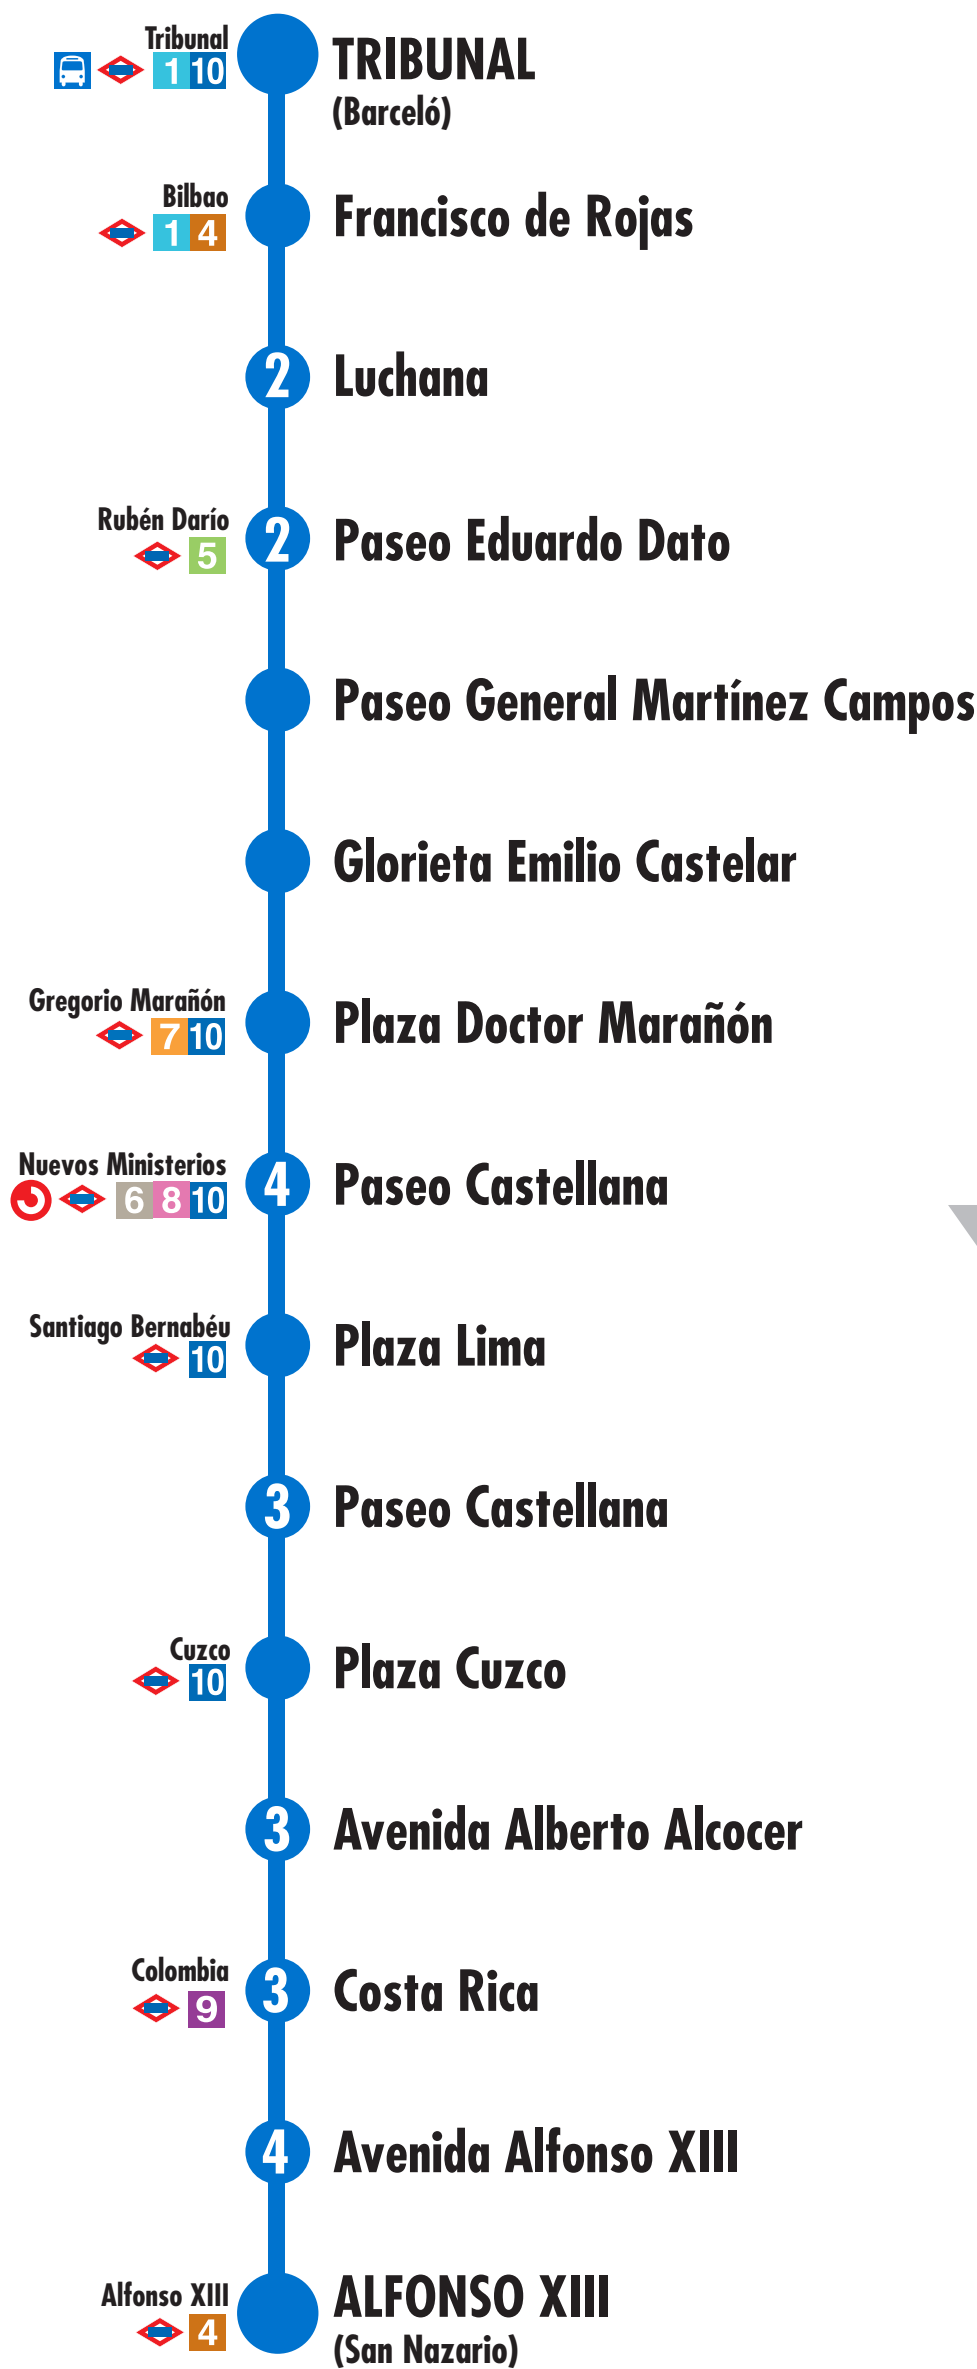 Tribunal
1 10
TRIBUNAL
(Barceló)
Bilbao
1 4
Francisco de Rojas
2
Luchana
Rubén Darío
5
2
Paseo Eduardo Dato
Paseo General Martínez Campos
Glorieta Emilio Castelar
Gregorio Marañón
7 10
Plaza Doctor Marañón
Nuevos Ministerios
6 8 10
4
Paseo Castellana
Santiago Bernabéu
10
Plaza Lima
3
Paseo Castellana
Cuzco
10
Plaza Cuzco
3
Avenida Alberto Alcocer
Colombia
9
3
Costa Rica
4
Avenida Alfonso XIII
Alfonso XIII
4
ALFONSO XIII
(San Nazario)